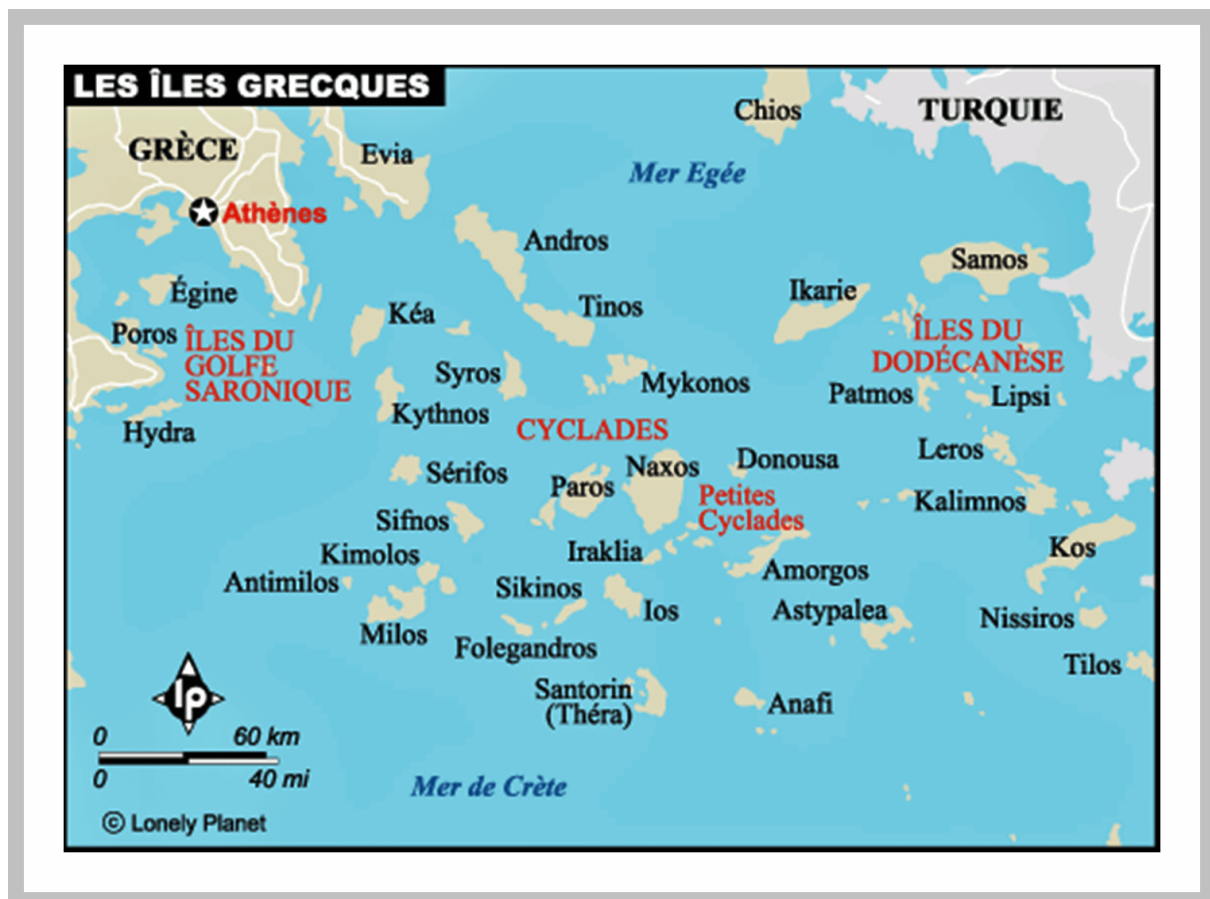 LES ÎLES GRECQUES
Chios
TURQUIE
GRÈCE
Evia
Mer Egée
Athènes
Andros
Samos
Égine
Ikarie
Tinos
Kéa
Poros
ÎLES DU
GOLFE
SARONIQUE
ÎLES DU
DODÉCANÈSE
Syros
Mykonos
Patmos
Lipsi
Kythnos
Hydra
CYCLADES
Leros
Sérifos
Naxos
Donousa
Paros
Petites
Cyclades
Kalimnos
Sifnos
Kos
Kimolos
Iraklia
Amorgos
Antimilos
Sikinos
Ios
Astypalea
Nissiros
Milos
Folegandros
Tilos
Santorin
(Théra)
Anafi
lp
0 60 km
0 40 mi
Mer de Crète
© Lonely Planet